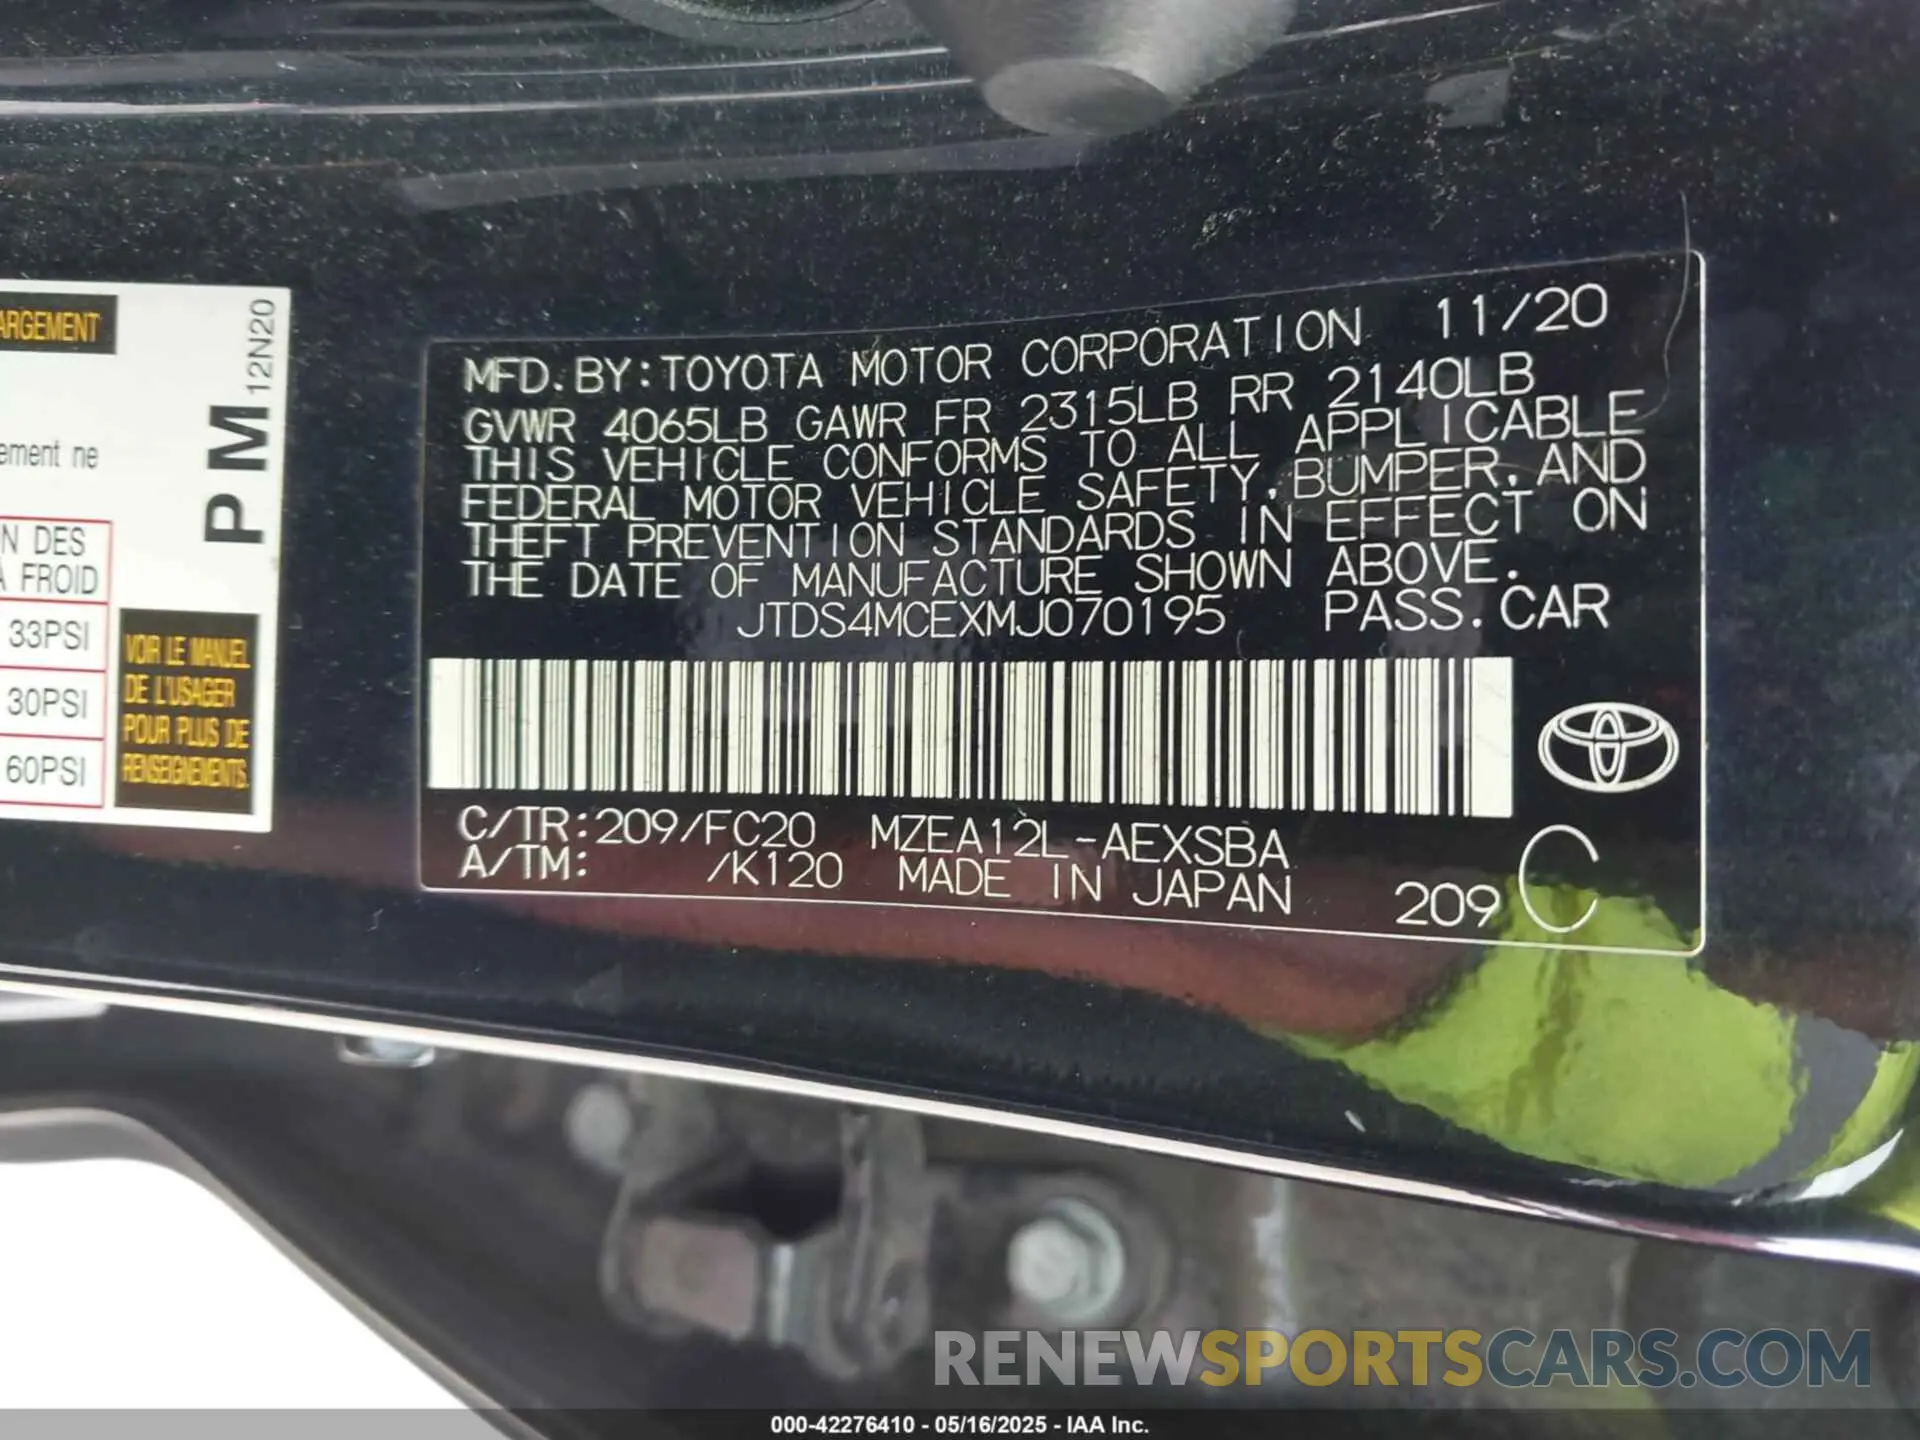 ARGEMENT
ement ne
N DES
A FROID
33PSI
30PSI
60PSI
VOIR LE MANUEL
DE L'USAGER
POUR PLUS DE
RENSEIGNEMENTS.
PM 12N20
MFD. BY: TOYOTA MOTOR CORPORATION 11/20
GVWR 4065LB GAWR FR 2315LB RR 2140LB
THIS VEHICLE CONFORMS TO ALL APPLICABLE
FEDERAL MOTOR VEHICLE SAFETY, BUMPER, AND
THEFT PREVENTION STANDARDS IN EFFECT ON
THE DATE OF MANUFACTURE SHOWN ABOVE.
JTDS4MCEXMJ070195 PASS. CAR
C/TR: 209/FC20 MZEA12L-AEXSBA
A/TM: /K120 MADE IN JAPAN 209 C
RENEWSPORTSCARS.COM
000-42276410 - 05/16/2025 - IAA Inc.